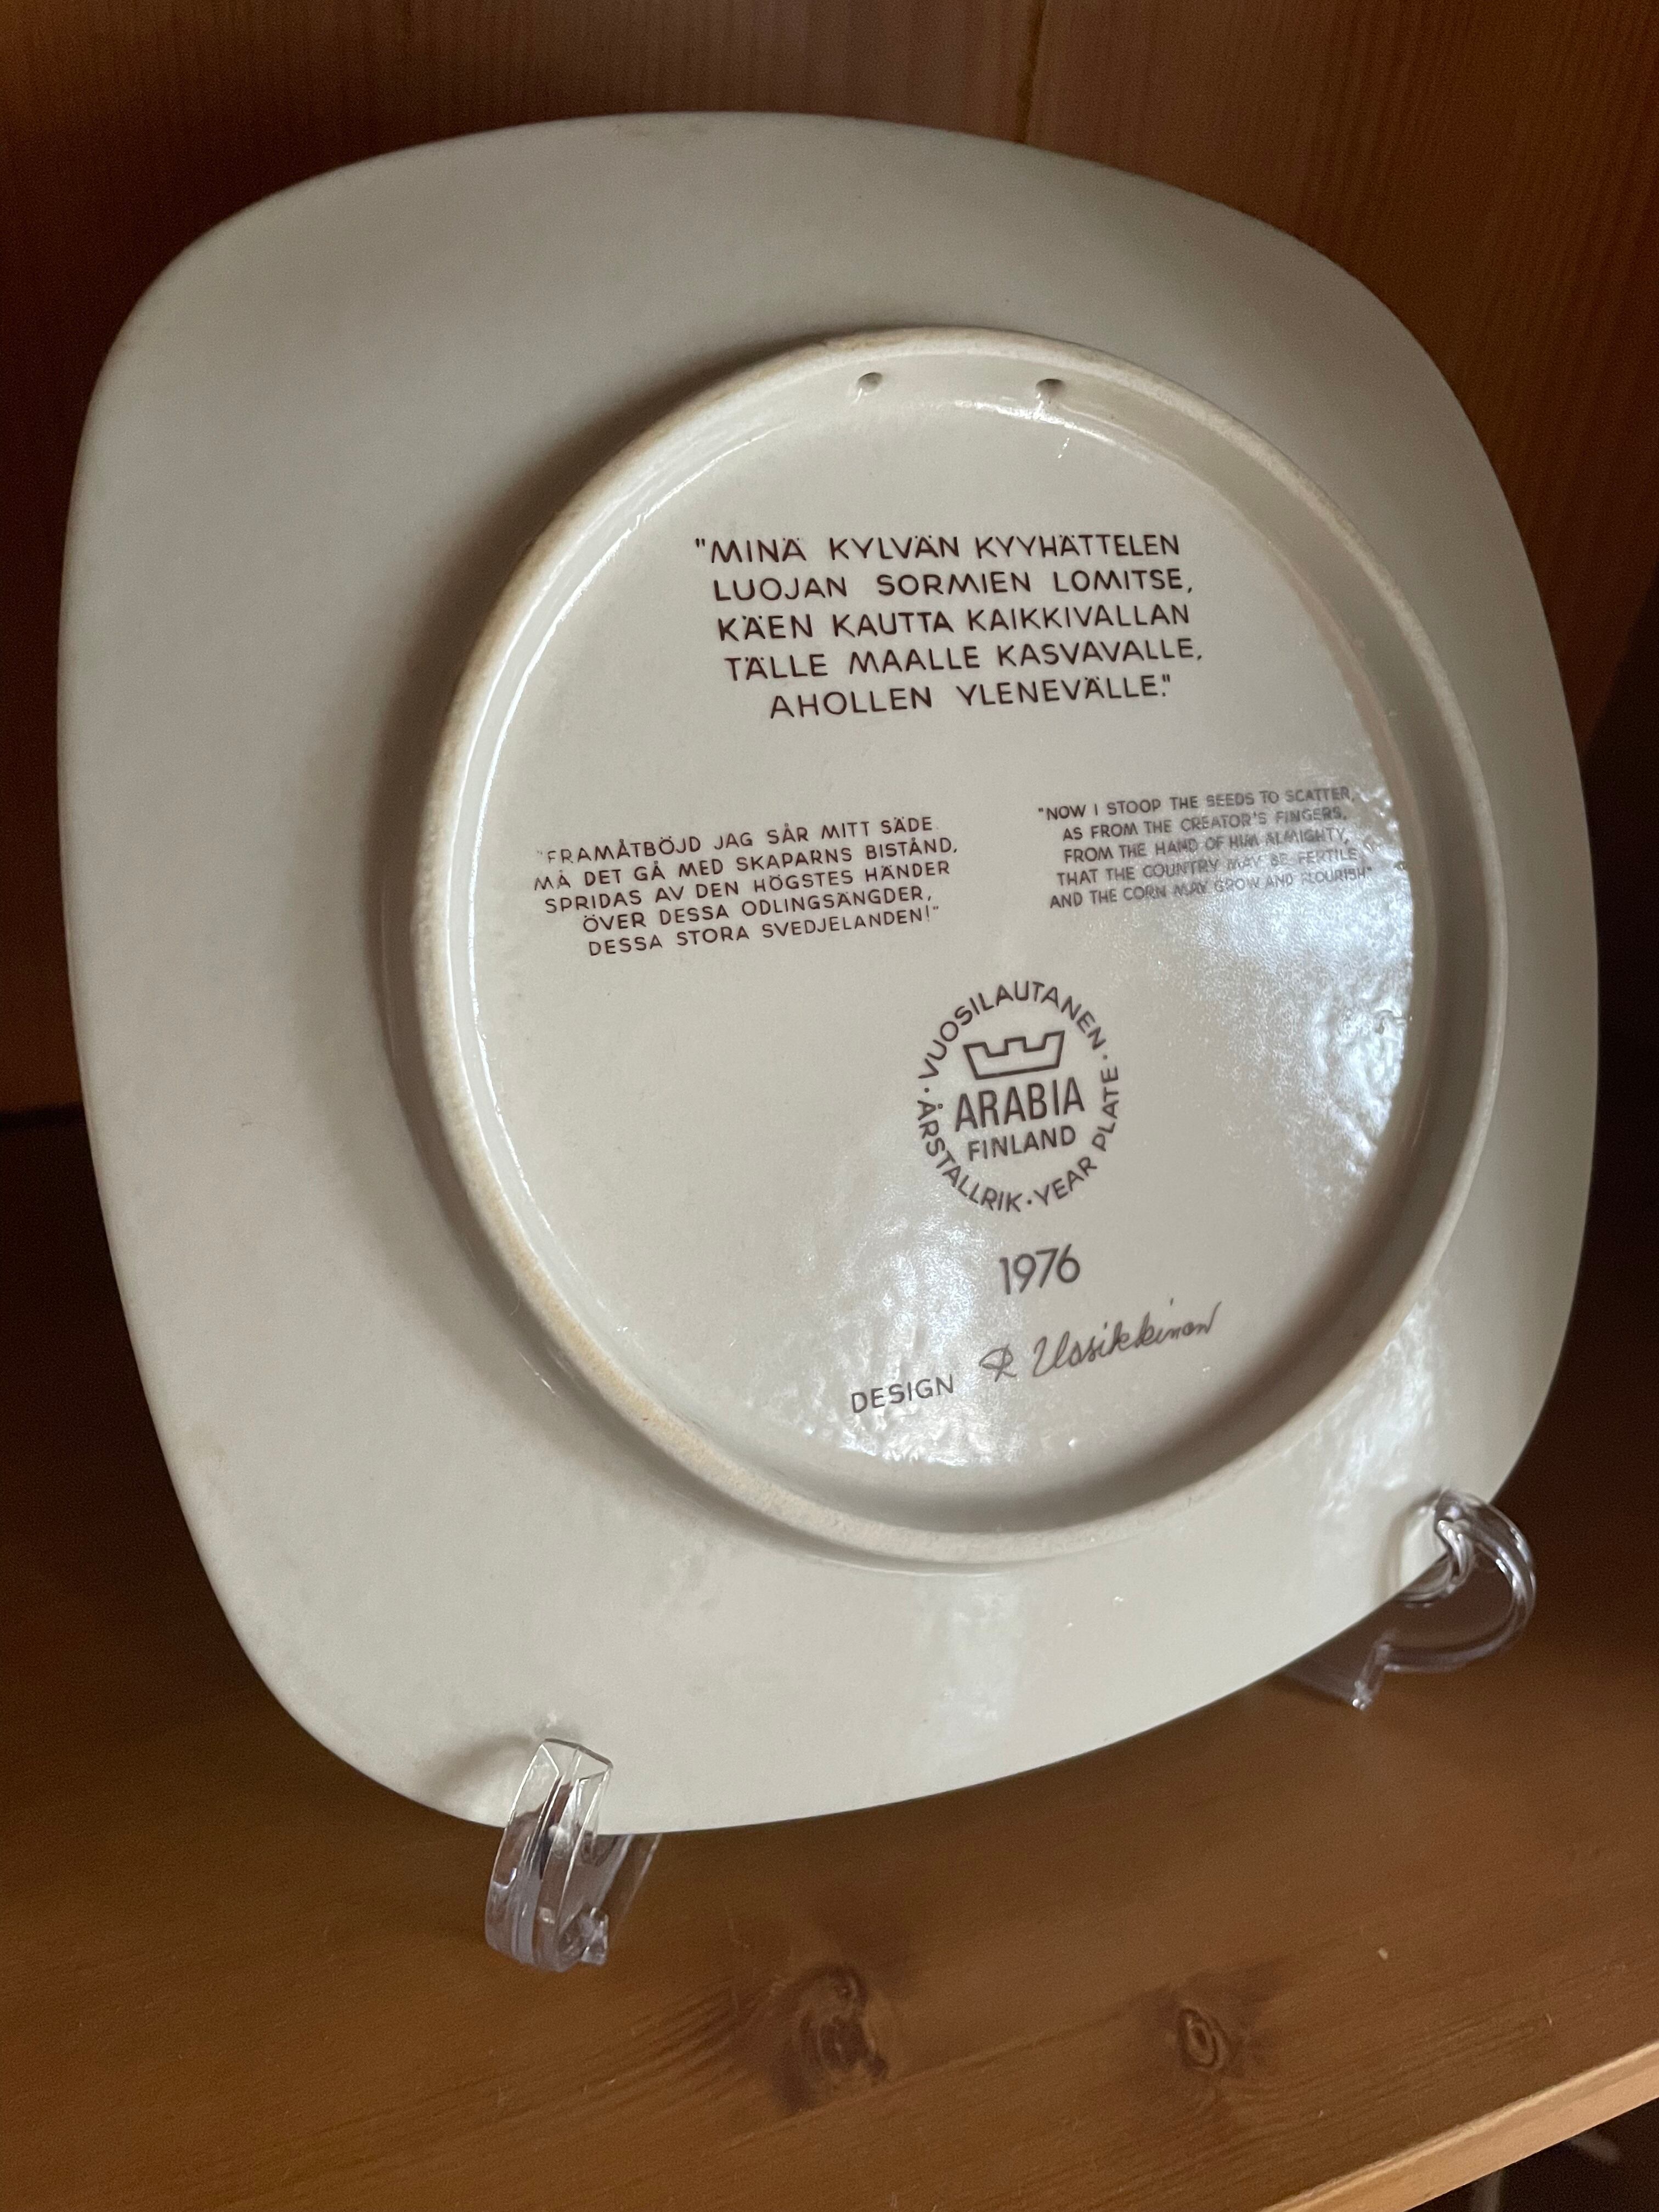 "MINÄ KYLVÄN KYYHÄTTELEN
LUOJAN SORMIEN LOMITSE,
KÄEN KAUTTA KAIKKIVALLAN
TÄLLE MAALLE KASVAVALLE,
AHOLLEN YLENEVÄLLE."
"FRAMÅTBÖJD JAG SÅR MITT SÄDE.
MÅ DET GÅ MED SKAPARNS BISTÅND,
SPRIDAS AV DEN HÖGSTES HÄNDER
ÖVER DESSA ODLINGSÄNGDER,
DESSA STORA SVEDJELANDEN!"
"NOW I STOOP THE SEEDS TO SCATTER,
AS FROM THE CREATOR'S FINGERS,
FROM THE HAND OF HIM ALMIGHTY,
THAT THE COUNTRY MAY BE FERTILE,
AND THE CORN MAY GROW AND FLOURISH"
VUOSILAUTANEN · YEAR PLATE · ÅRSTALLRIK ·
ARABIA
FINLAND
1976
DESIGN R Uosikkinen